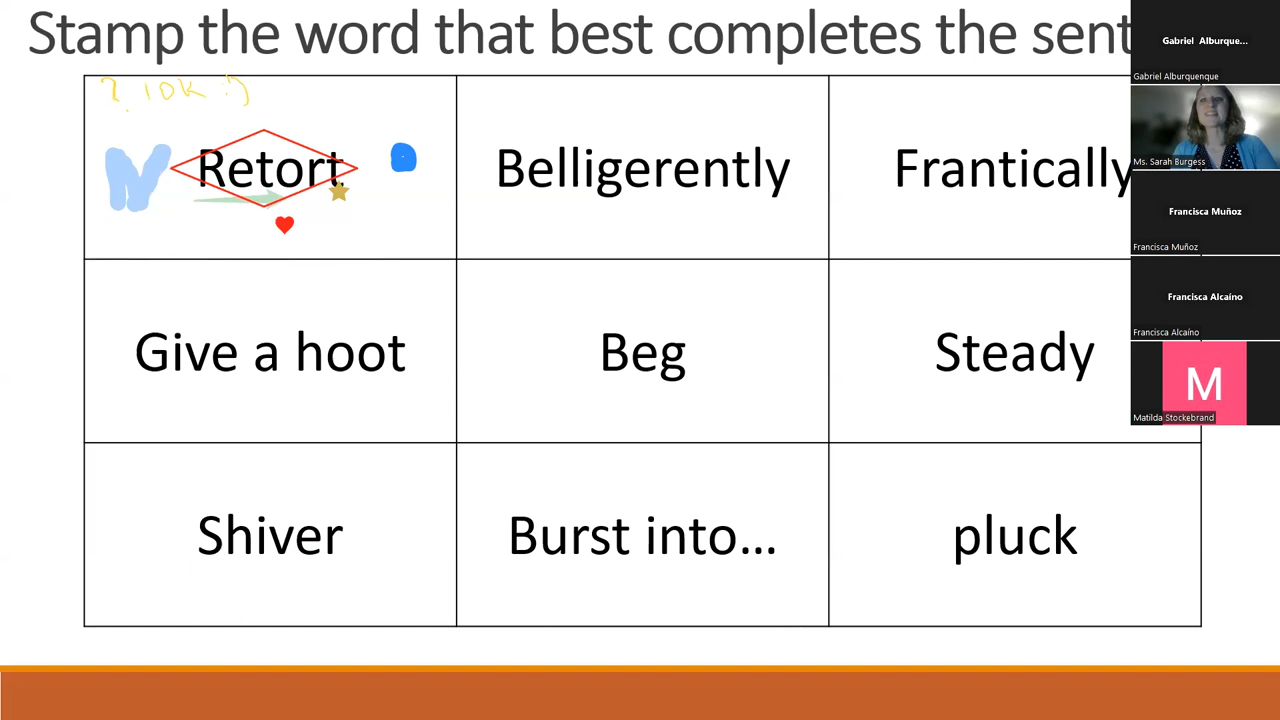 Stamp the word that best completes the sent
? 10K :)
Retort
Belligerently
Frantically
Give a hoot
Beg
Steady
Shiver
Burst into...
pluck
Gabriel Alburque...
Gabriel Alburquenque
Ms. Sarah Burgess
Francisca Muñoz
Francisca Muñoz
Francisca Alcaíno
Francisca Alcaíno
M
Matilda Stockebrand